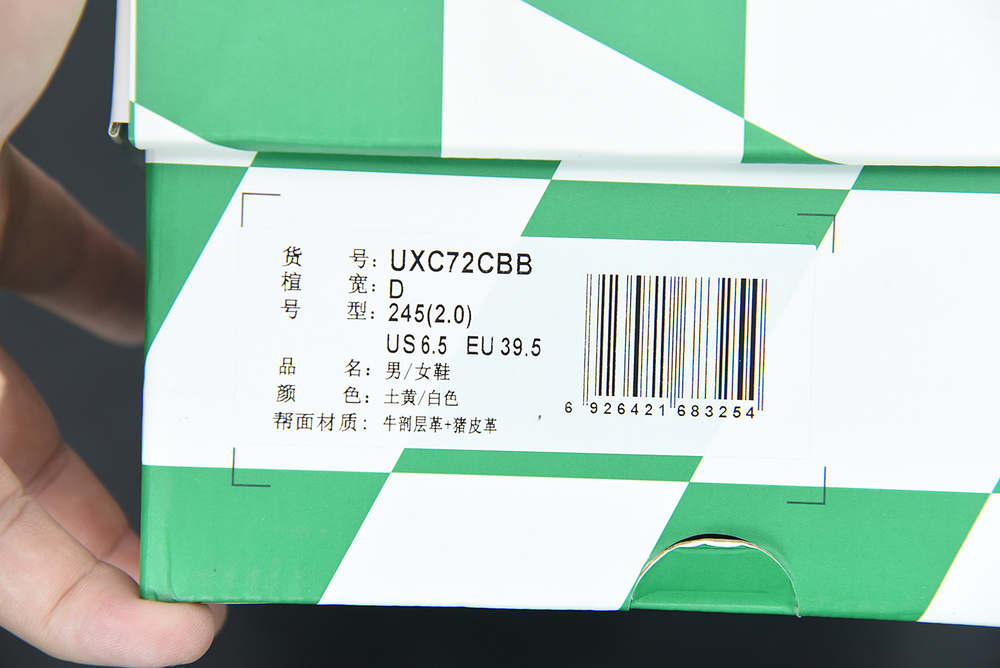 货 号: UXC72CBB
楦 宽: D
号 型: 245(2.0)
US 6.5 EU 39.5
品 名: 男/女鞋
颜 色: 土黄/白色
帮面材质: 牛剖层革+猪皮革
6 926421 683254